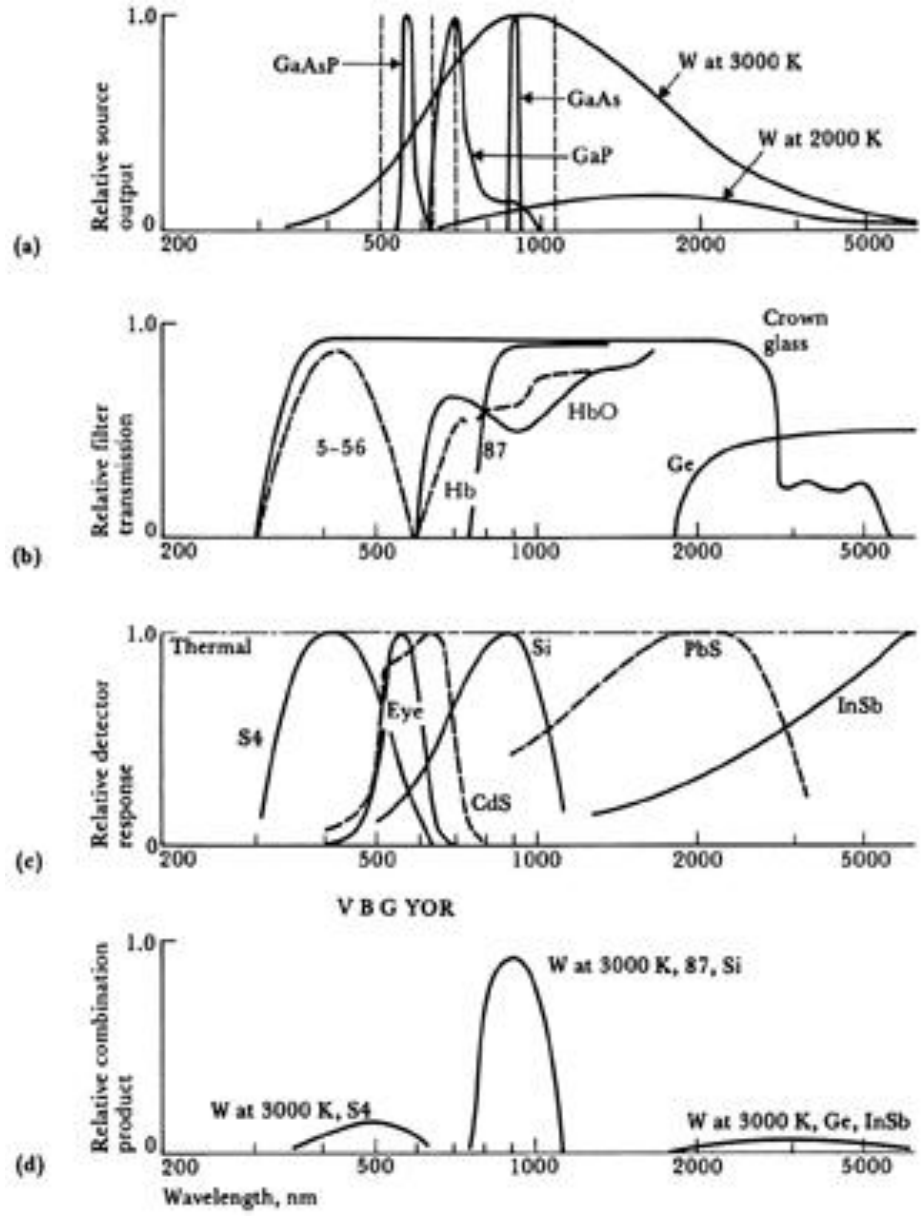 Relative source
output
1.0
0
GaAsP
GaAs
GaP
W at 3000 K
W at 2000 K
(a)
200 500 1000 2000 5000
Relative filter
transmission
1.0
0
Crown
glass
5–56
87
Hb
HbO
Ge
(b)
200 500 1000 2000 5000
Relative detector
response
1.0
0
Thermal
S4
Eye
CdS
Si
PbS
InSb
(c)
200 500 1000 2000 5000
V B G YOR
Relative combination
product
1.0
0
W at 3000 K, 87, Si
W at 3000 K, S4
W at 3000 K, Ge, InSb
(d)
200 500 1000 2000 5000
Wavelength, nm